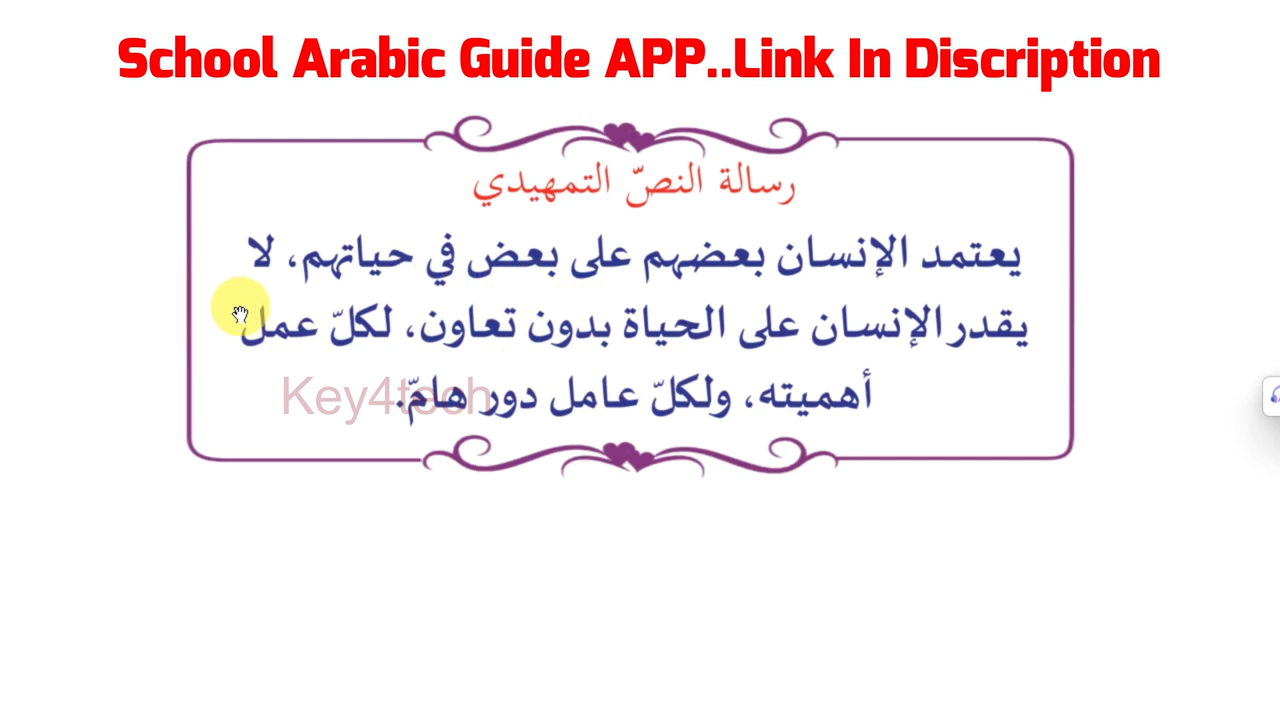 School Arabic Guide APP..Link In Discription
رسالة النصّ التمهيدي
يعتمد الإنسان بعضهم على بعض في حياتهم، لا
يقدر الإنسان على الحياة بدون تعاون، لكلّ عمل
أهميته، ولكلّ عامل دور هامّ.
Key4tech